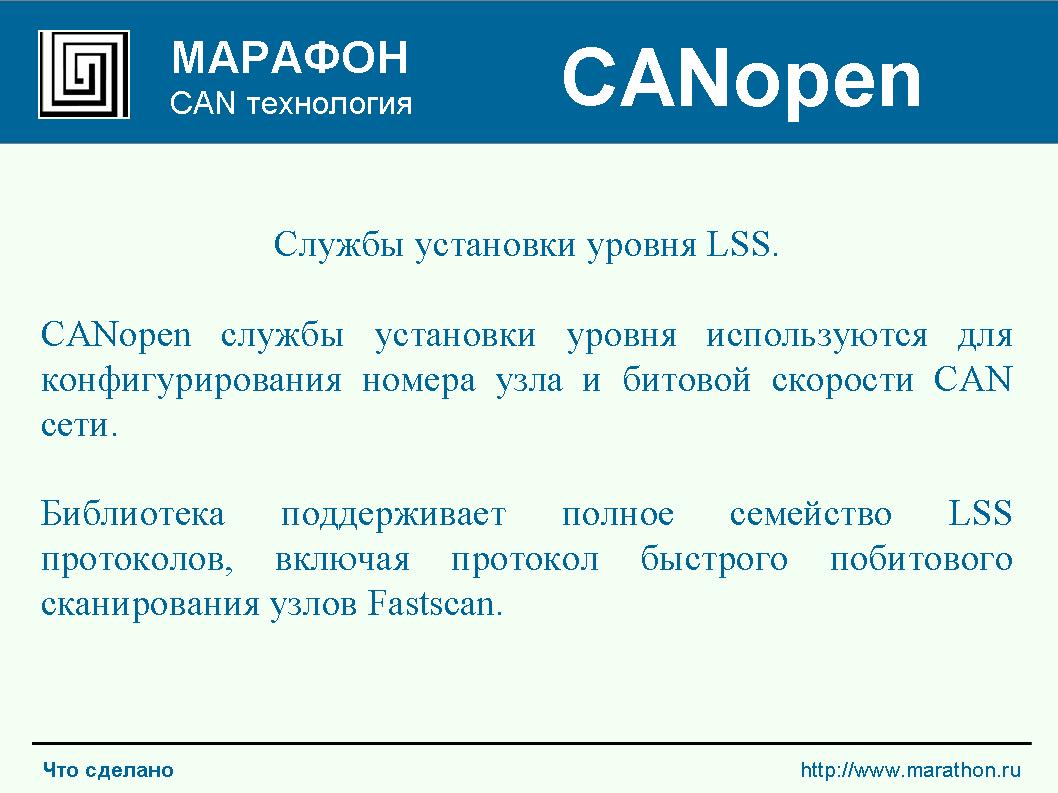 МАРАФОН
CAN технология
CANopen
Службы установки уровня LSS.
CANopen службы установки уровня используются для
конфигурирования номера узла и битовой скорости CAN
сети.
Библиотека поддерживает полное семейство LSS
протоколов, включая протокол быстрого побитового
сканирования узлов Fastscan.
Что сделано
http://www.marathon.ru